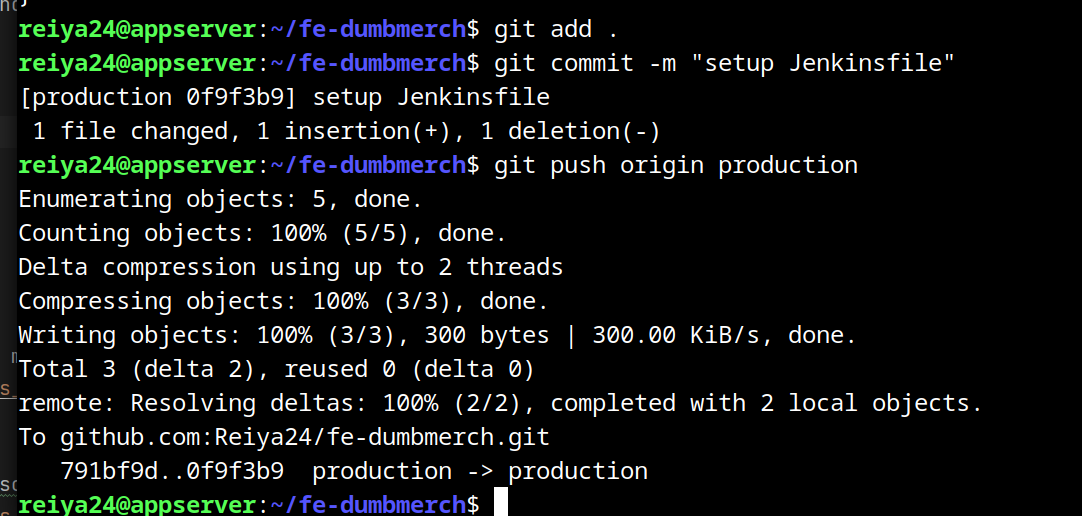 reiya24@appserver:~/fe-dumbmerch$ git add .
reiya24@appserver:~/fe-dumbmerch$ git commit -m "setup Jenkinsfile"
[production 0f9f3b9] setup Jenkinsfile
 1 file changed, 1 insertion(+), 1 deletion(-)
reiya24@appserver:~/fe-dumbmerch$ git push origin production
Enumerating objects: 5, done.
Counting objects: 100% (5/5), done.
Delta compression using up to 2 threads
Compressing objects: 100% (3/3), done.
Writing objects: 100% (3/3), 300 bytes | 300.00 KiB/s, done.
Total 3 (delta 2), reused 0 (delta 0)
remote: Resolving deltas: 100% (2/2), completed with 2 local objects.
To github.com:Reiya24/fe-dumbmerch.git
   791bf9d..0f9f3b9  production -> production
reiya24@appserver:~/fe-dumbmerch$